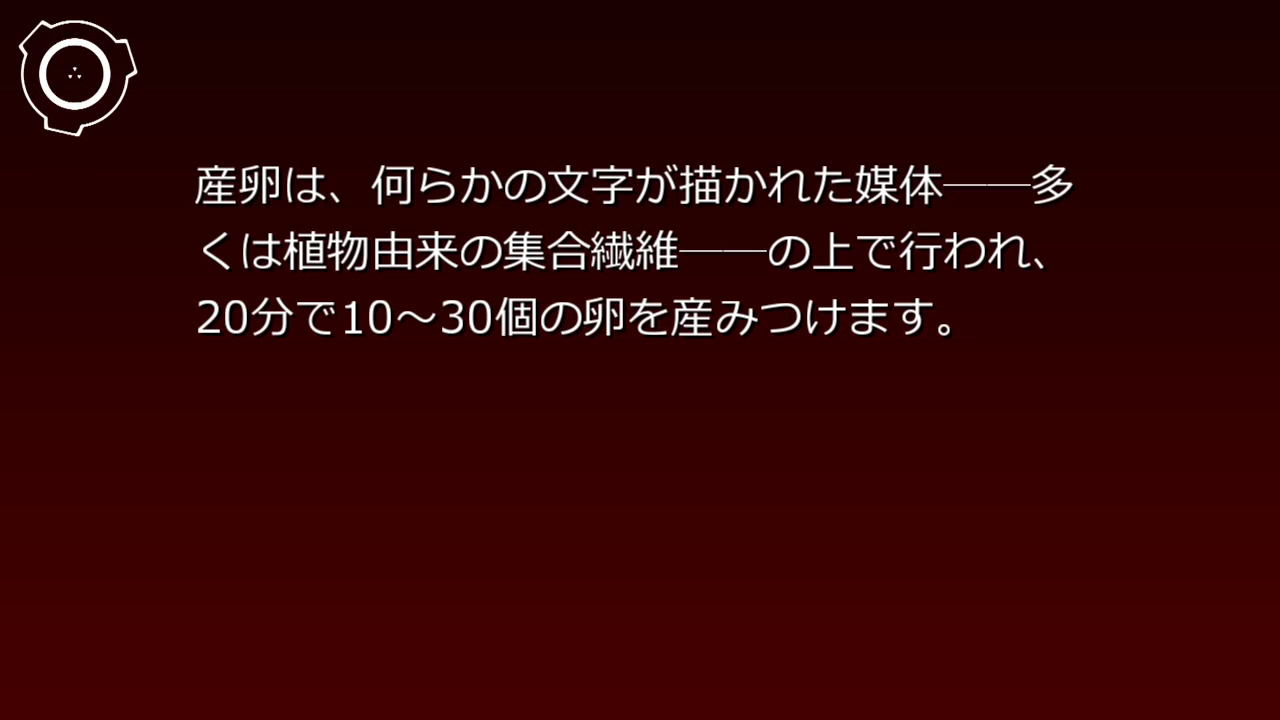 産卵は、何らかの文字が描かれた媒体――多
くは植物由来の集合繊維――の上で行われ、
20分で10～30個の卵を産みつけます。